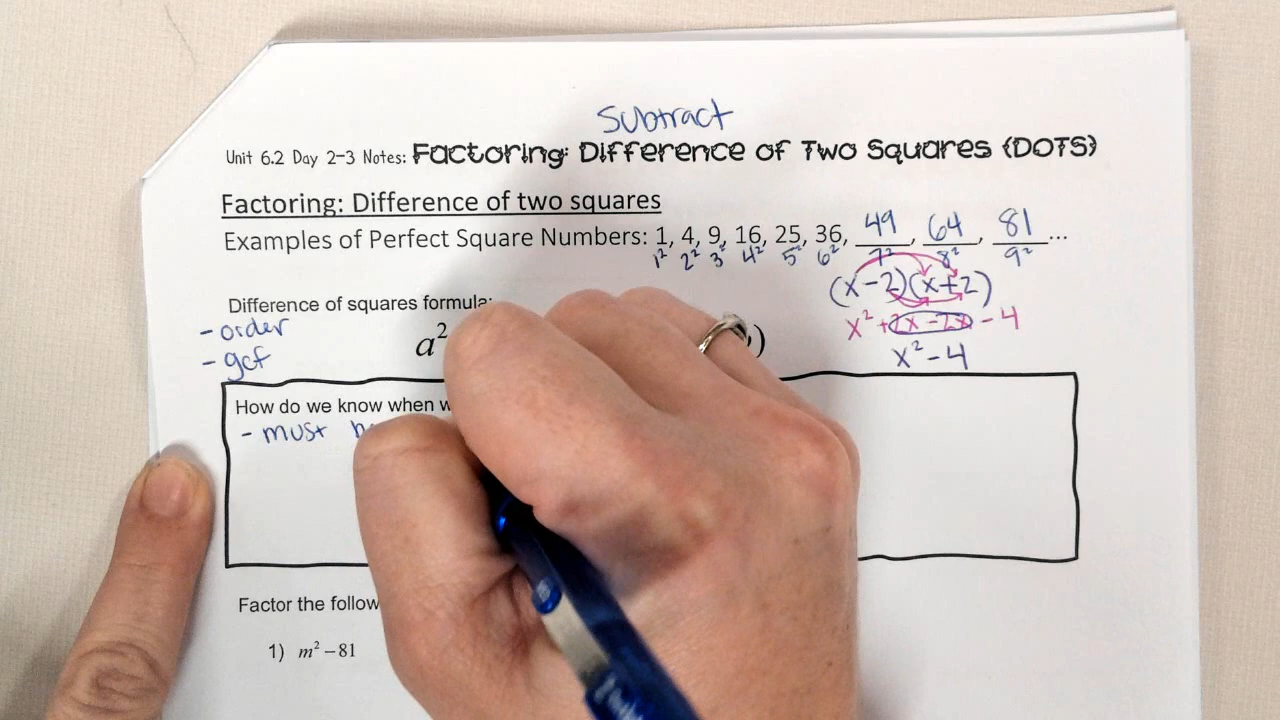 Subtract
Unit 6.2 Day 2-3 Notes: Factoring: Difference of Two Squares {DOTS}
Factoring: Difference of two squares
Examples of Perfect Square Numbers: 1, 4, 9, 16, 25, 36, 49, 64, 81...
1² 2² 3² 4² 5² 6² 7² 8² 9²
(x-2)(x+2)
Difference of squares formula:
- order
x² + 2x - 2x - 4
- gcf
a² )
x² - 4
How do we know when
- must
Factor the
1) m² – 81